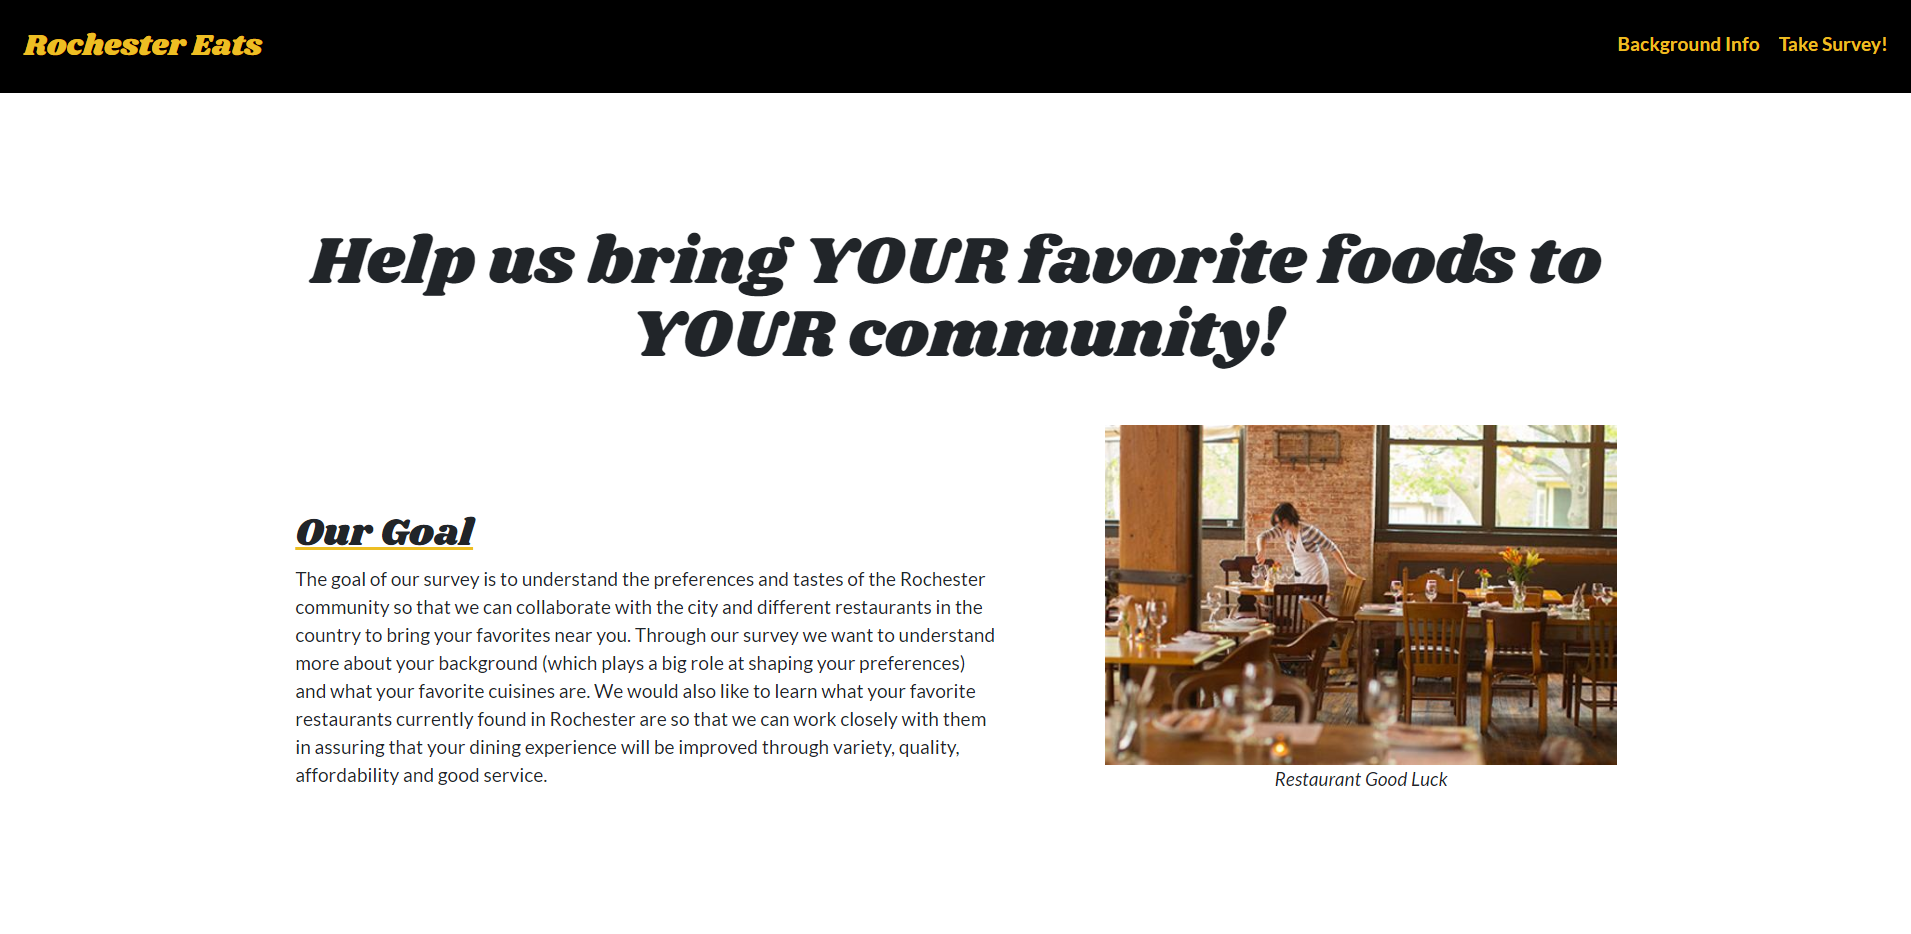 Rochester Eats
Background Info
Take Survey!
Help us bring YOUR favorite foods to
YOUR community!
Our Goal
The goal of our survey is to understand the preferences and tastes of the Rochester
community so that we can collaborate with the city and different restaurants in the
country to bring your favorites near you. Through our survey we want to understand
more about your background (which plays a big role at shaping your preferences)
and what your favorite cuisines are. We would also like to learn what your favorite
restaurants currently found in Rochester are so that we can work closely with them
in assuring that your dining experience will be improved through variety, quality,
affordability and good service.
Restaurant Good Luck